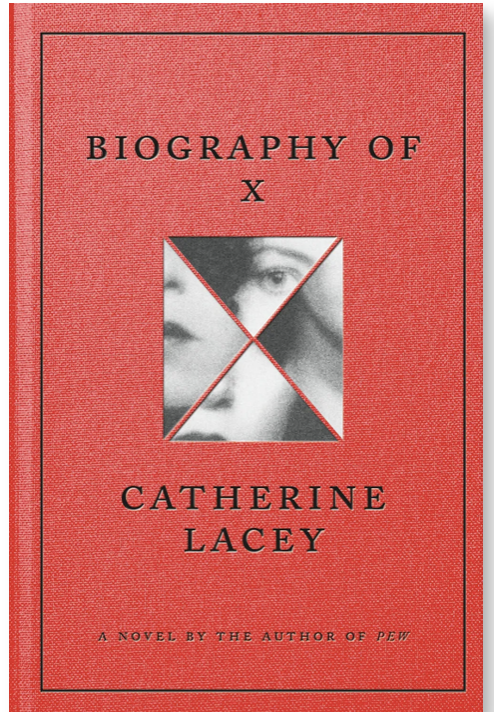 BIOGRAPHY OF
X
CATHERINE
LACEY
A NOVEL BY THE AUTHOR OF PEW